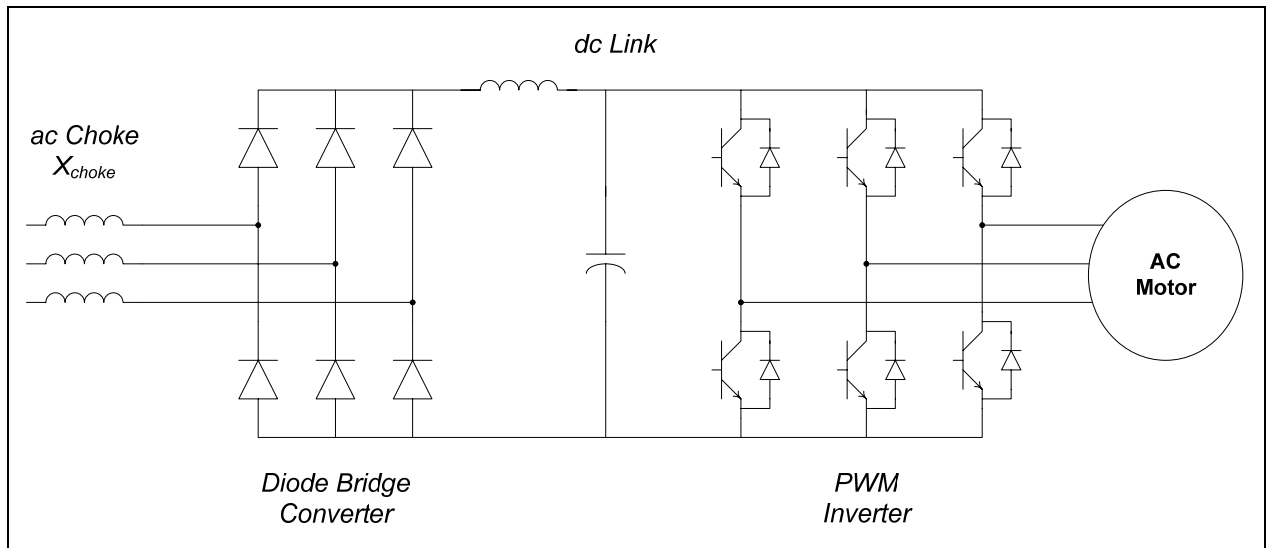 dc Link
ac Choke
Xchoke
AC
Motor
Diode Bridge
Converter
PWM
Inverter